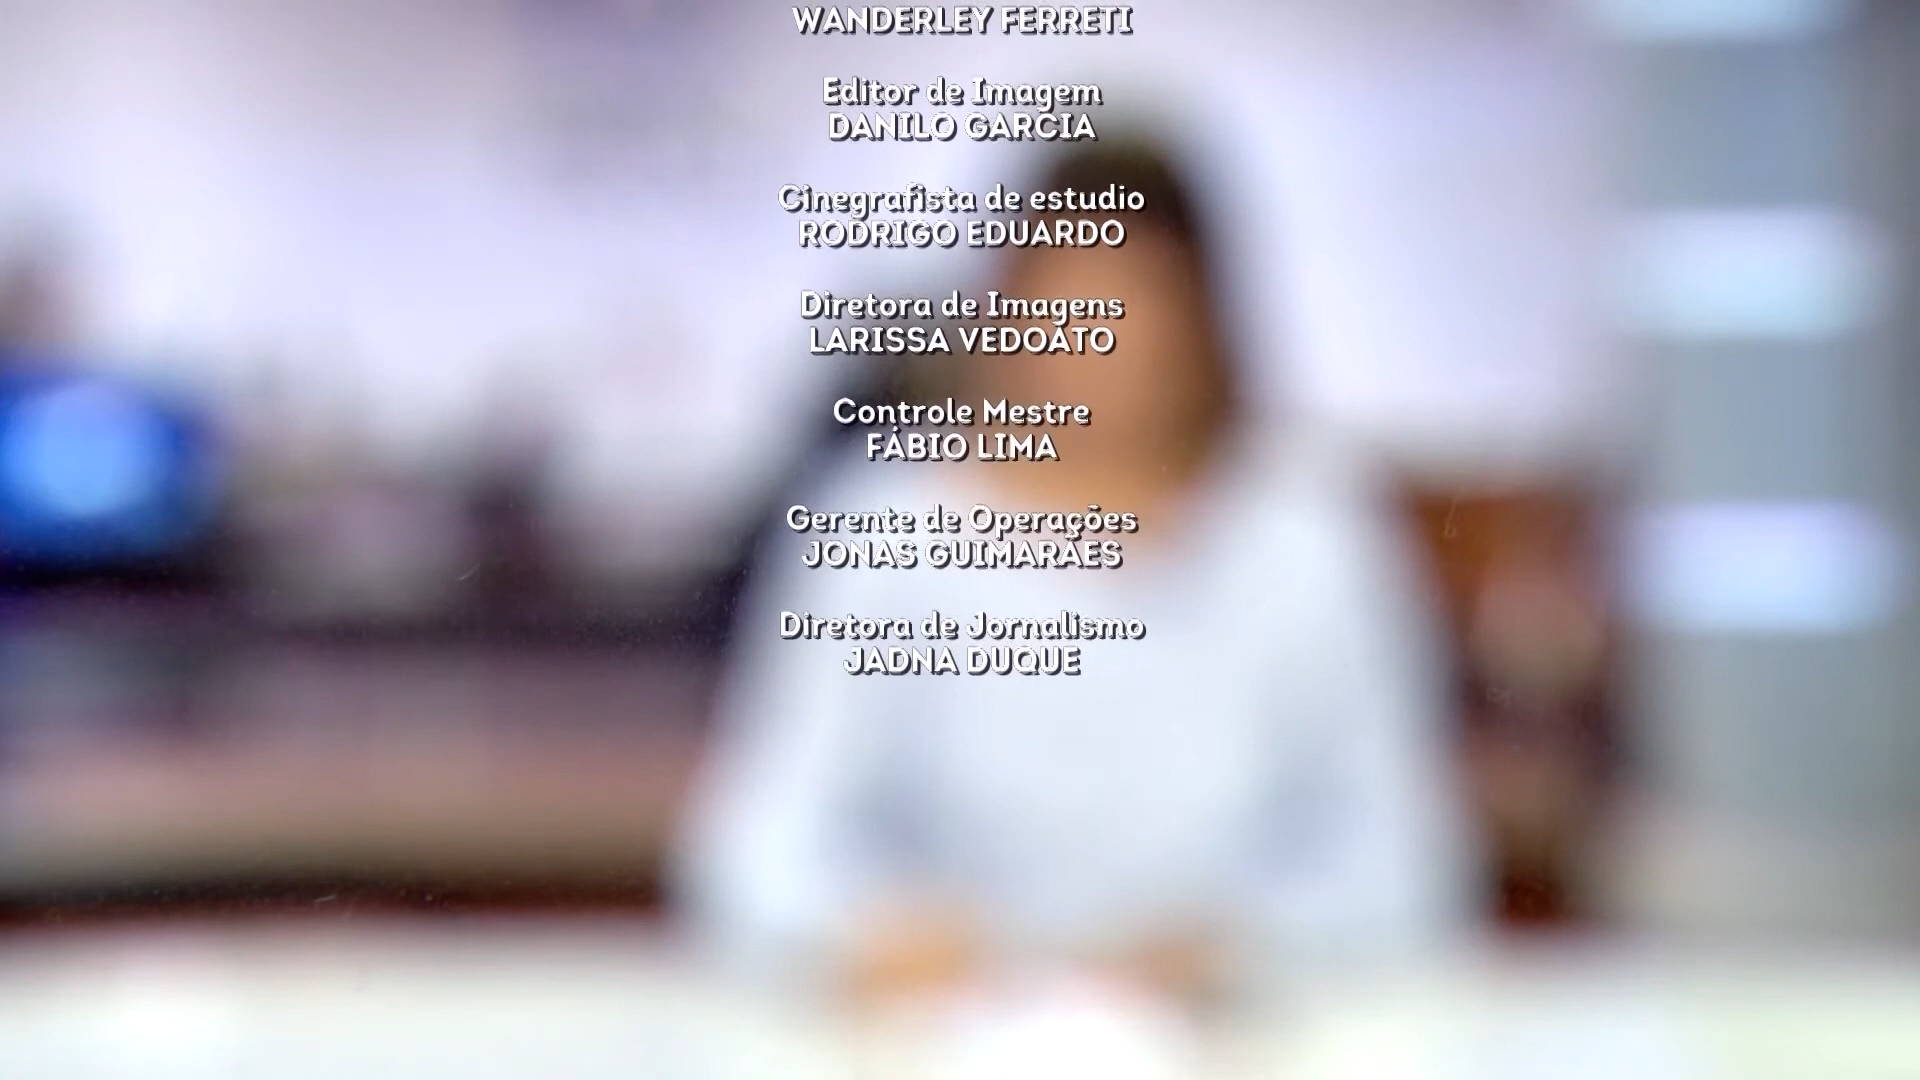 WANDERLEY FERRETI
Editor de Imagem
DANILO GARCIA
Cinegrafista de estudio
RODRIGO EDUARDO
Diretora de Imagens
LARISSA VEDOATO
Controle Mestre
FÁBIO LIMA
Gerente de Operações
JONAS GUIMARÃES
Diretora de Jornalismo
JADNA DUQUE